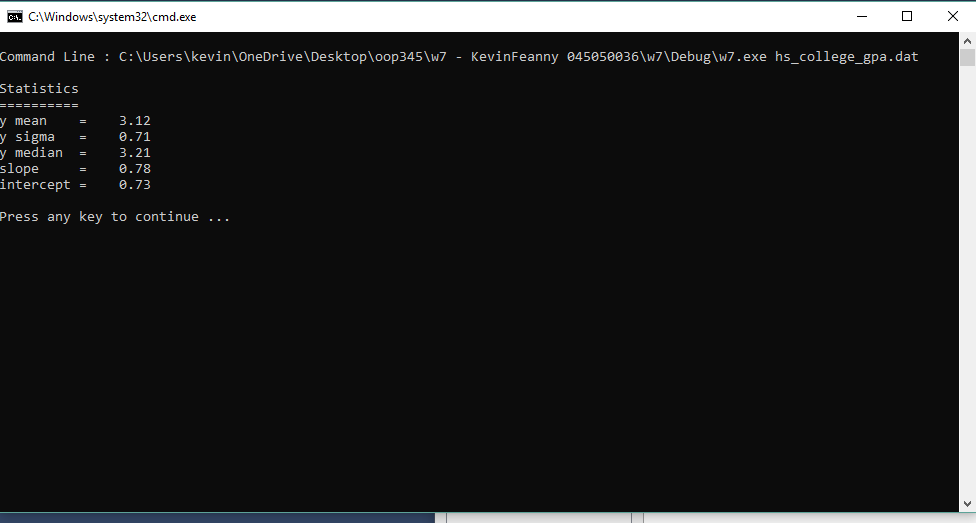 C:\Windows\system32\cmd.exe
Command Line : C:\Users\kevin\OneDrive\Desktop\oop345\w7 - KevinFeanny 045050036\w7\Debug\w7.exe hs_college_gpa.dat
Statistics
==========
y mean    =    3.12
y sigma   =    0.71
y median  =    3.21
slope     =    0.78
intercept =    0.73
Press any key to continue ...